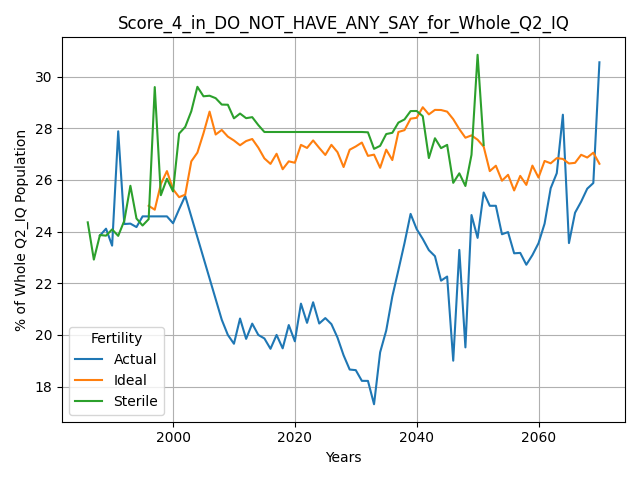 Score_4_in_DO_NOT_HAVE_ANY_SAY_for_Whole_Q2_IQ
% of Whole Q2_IQ Population
30
28
26
24
22
20
18
Fertility
Actual
Ideal
Sterile
2000
2020
2040
2060
Years